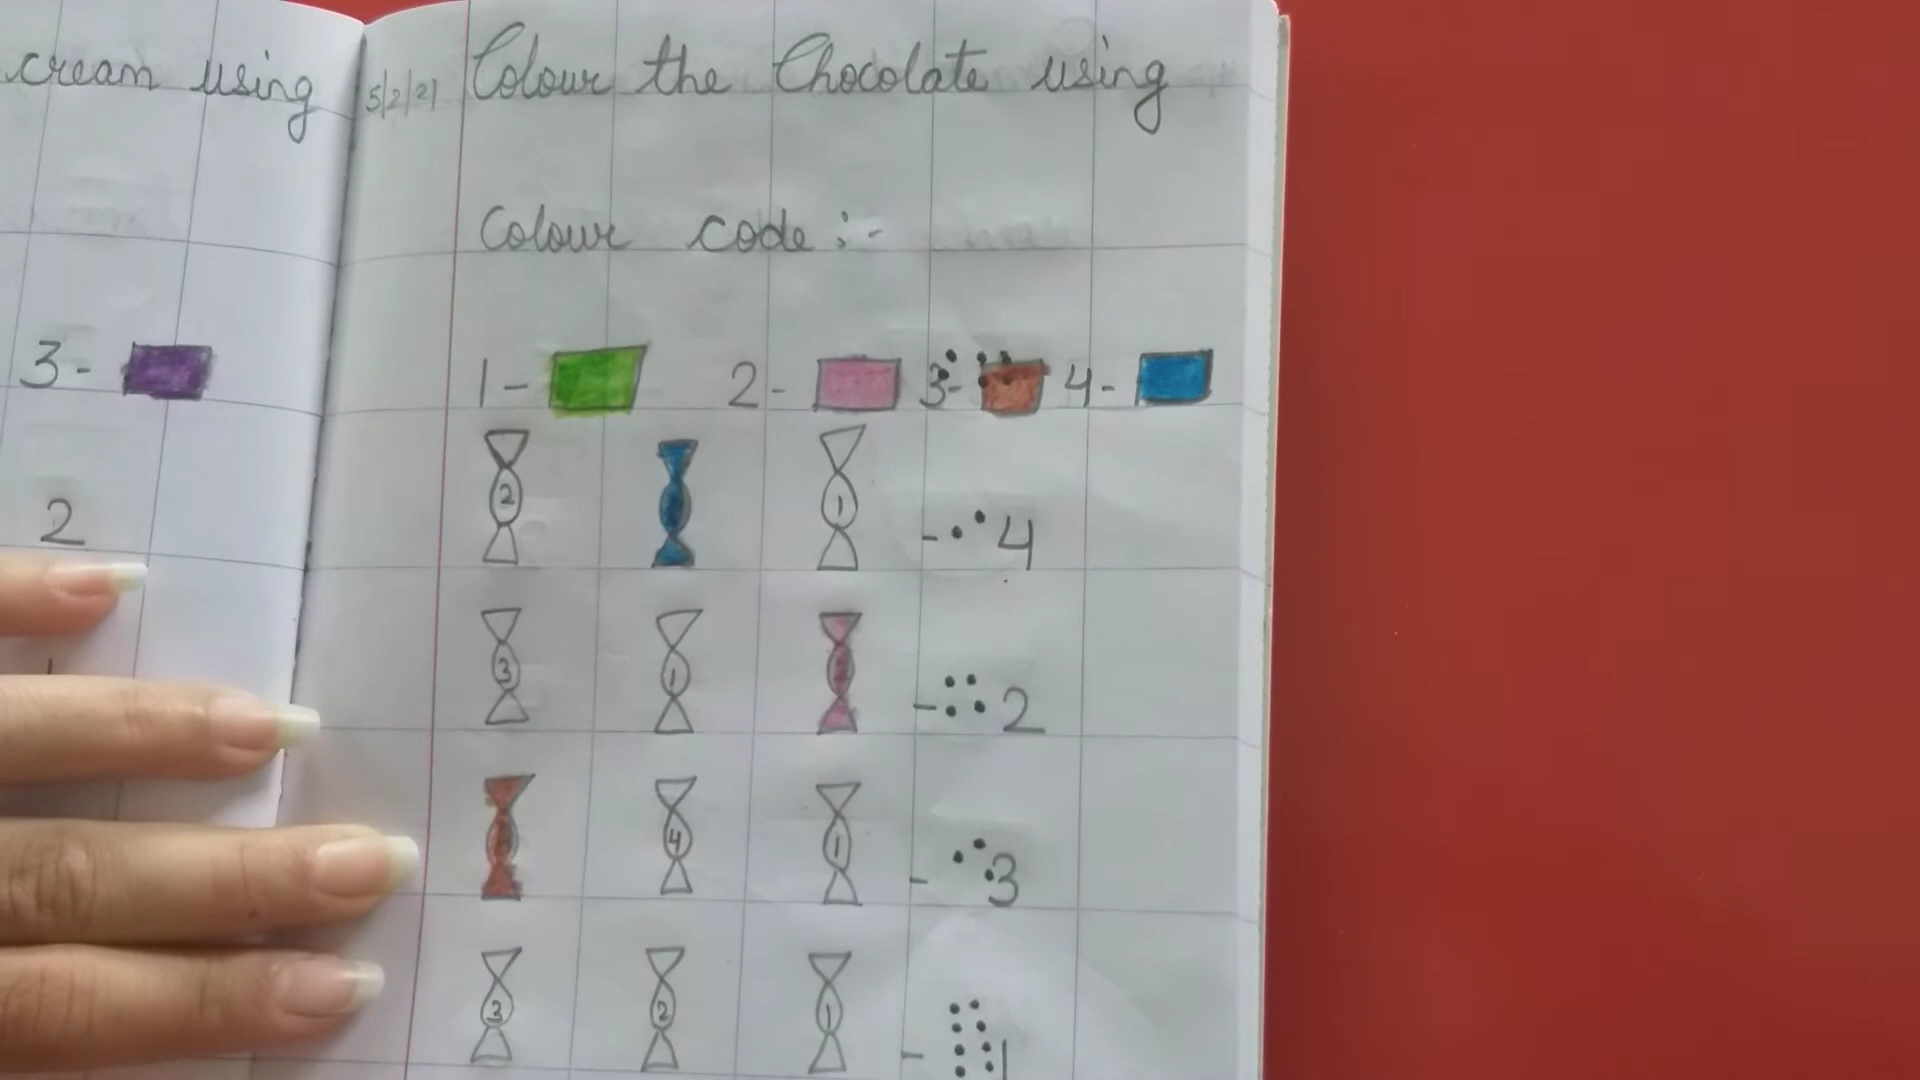 cream using
3-
2
5/2/21 Colour the Chocolate using
Colour code :-
1- 2- 3- 4-
2 1 - 4
3 1 - 2
4 1 - 3
3 2 1 - 1